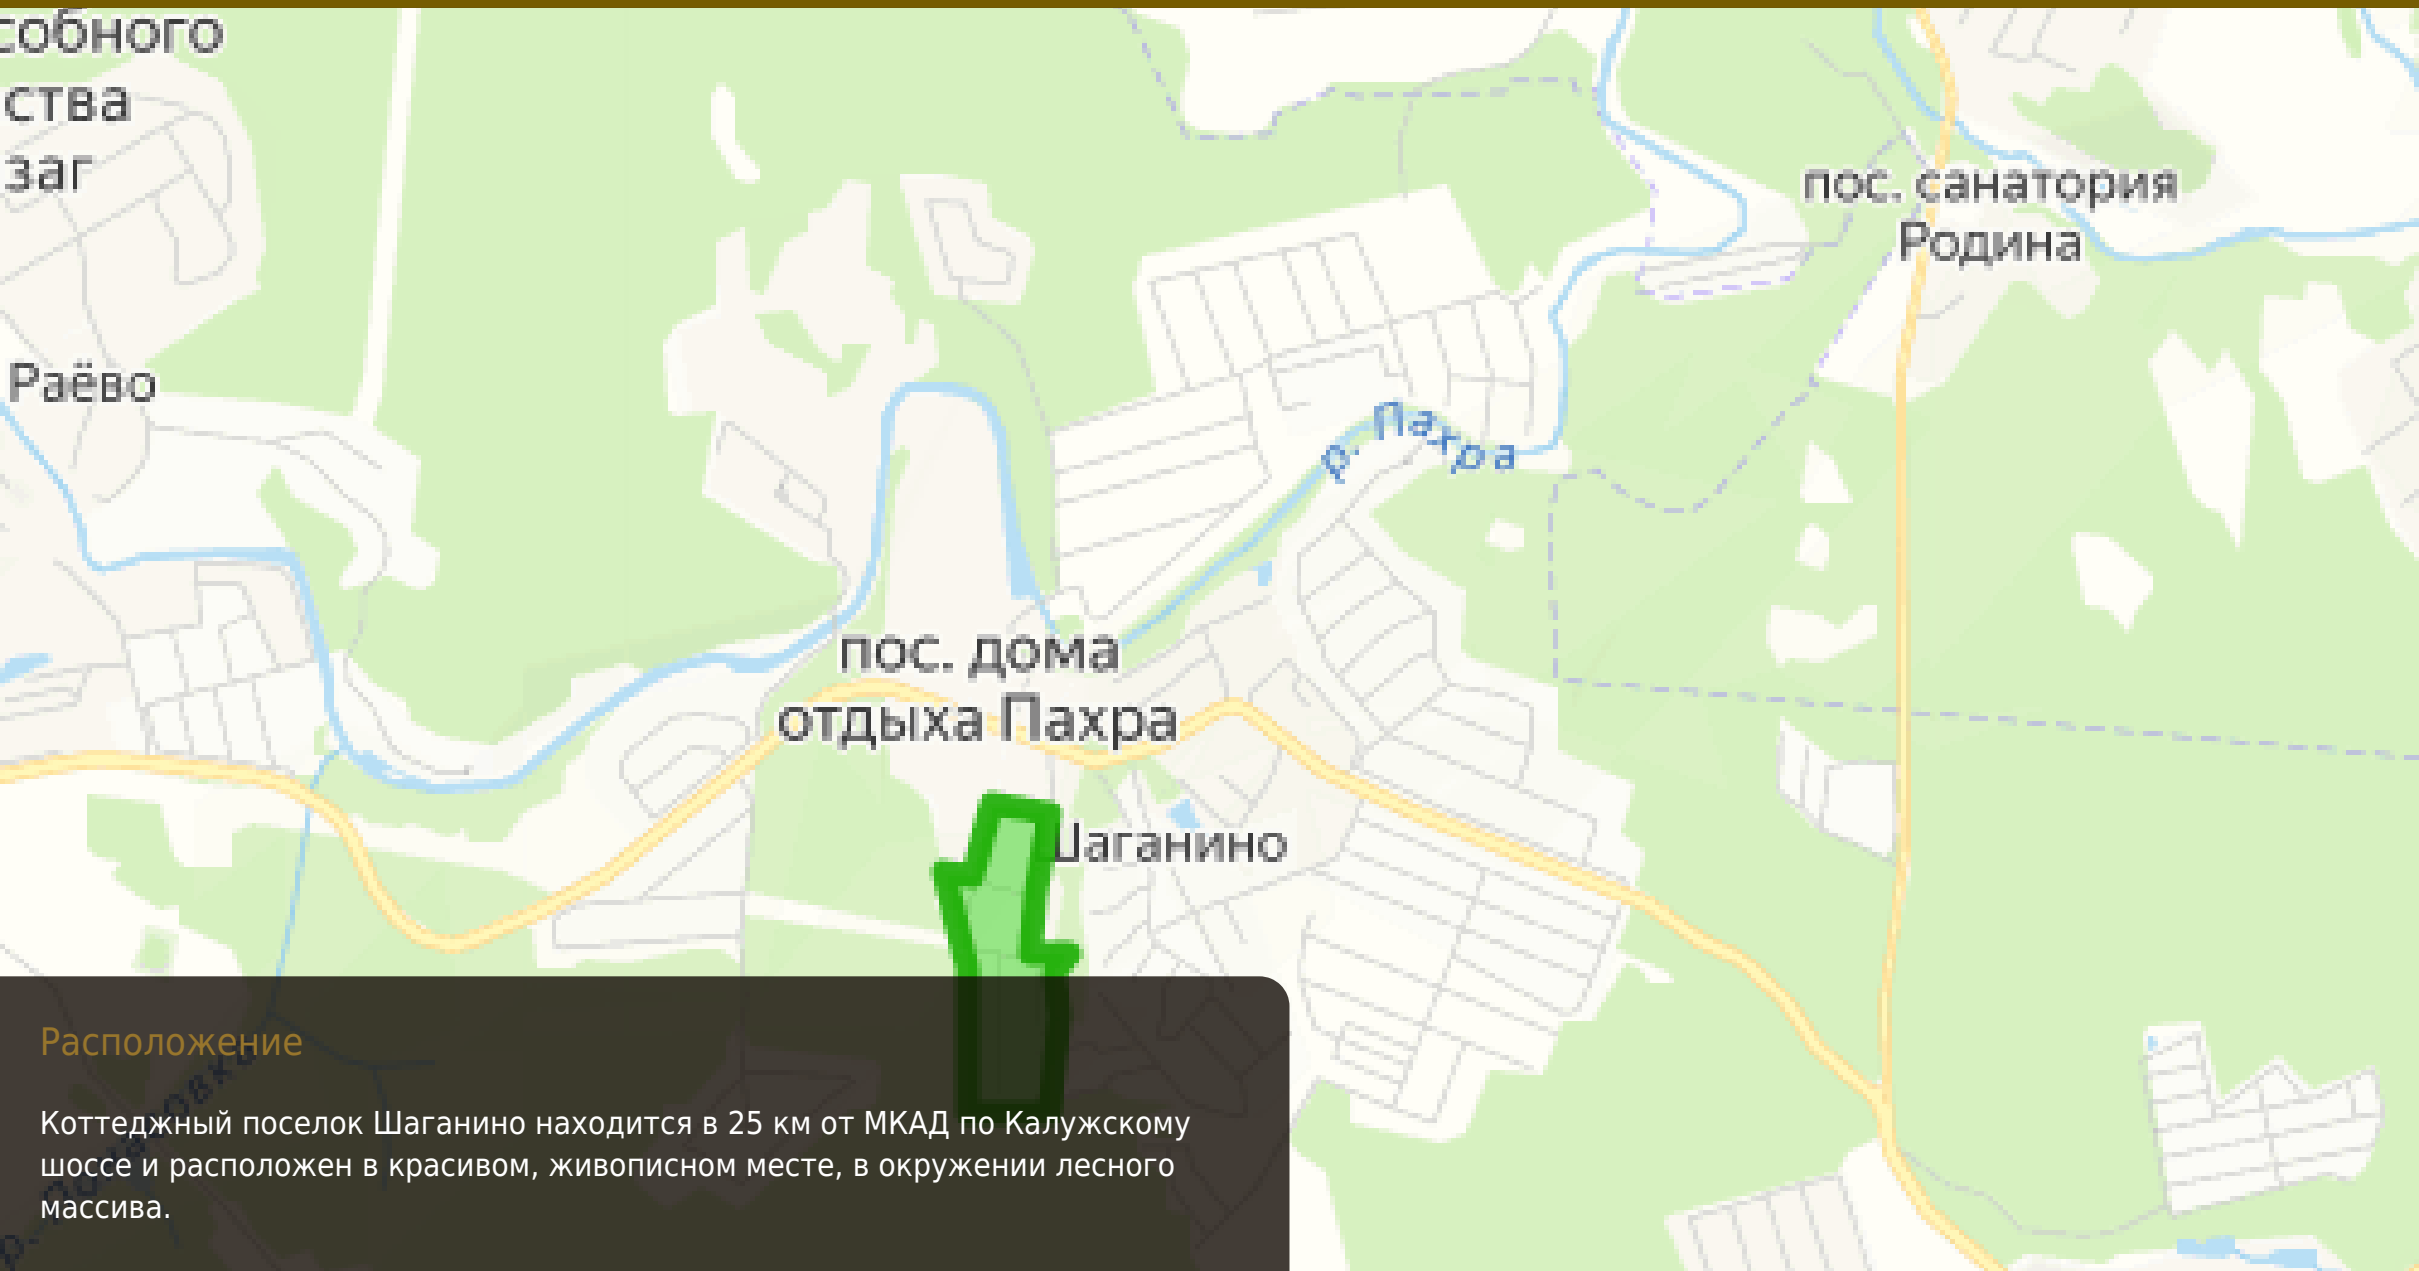 собного
ства
заг
пос. санатория
Родина
Раёво
р. Пахра
пос. дома
отдыха Пахра
Шаганино
Расположение
Коттеджный поселок Шаганино находится в 25 км от МКАД по Калужскому
шоссе и расположен в красивом, живописном месте, в окружении лесного
массива.